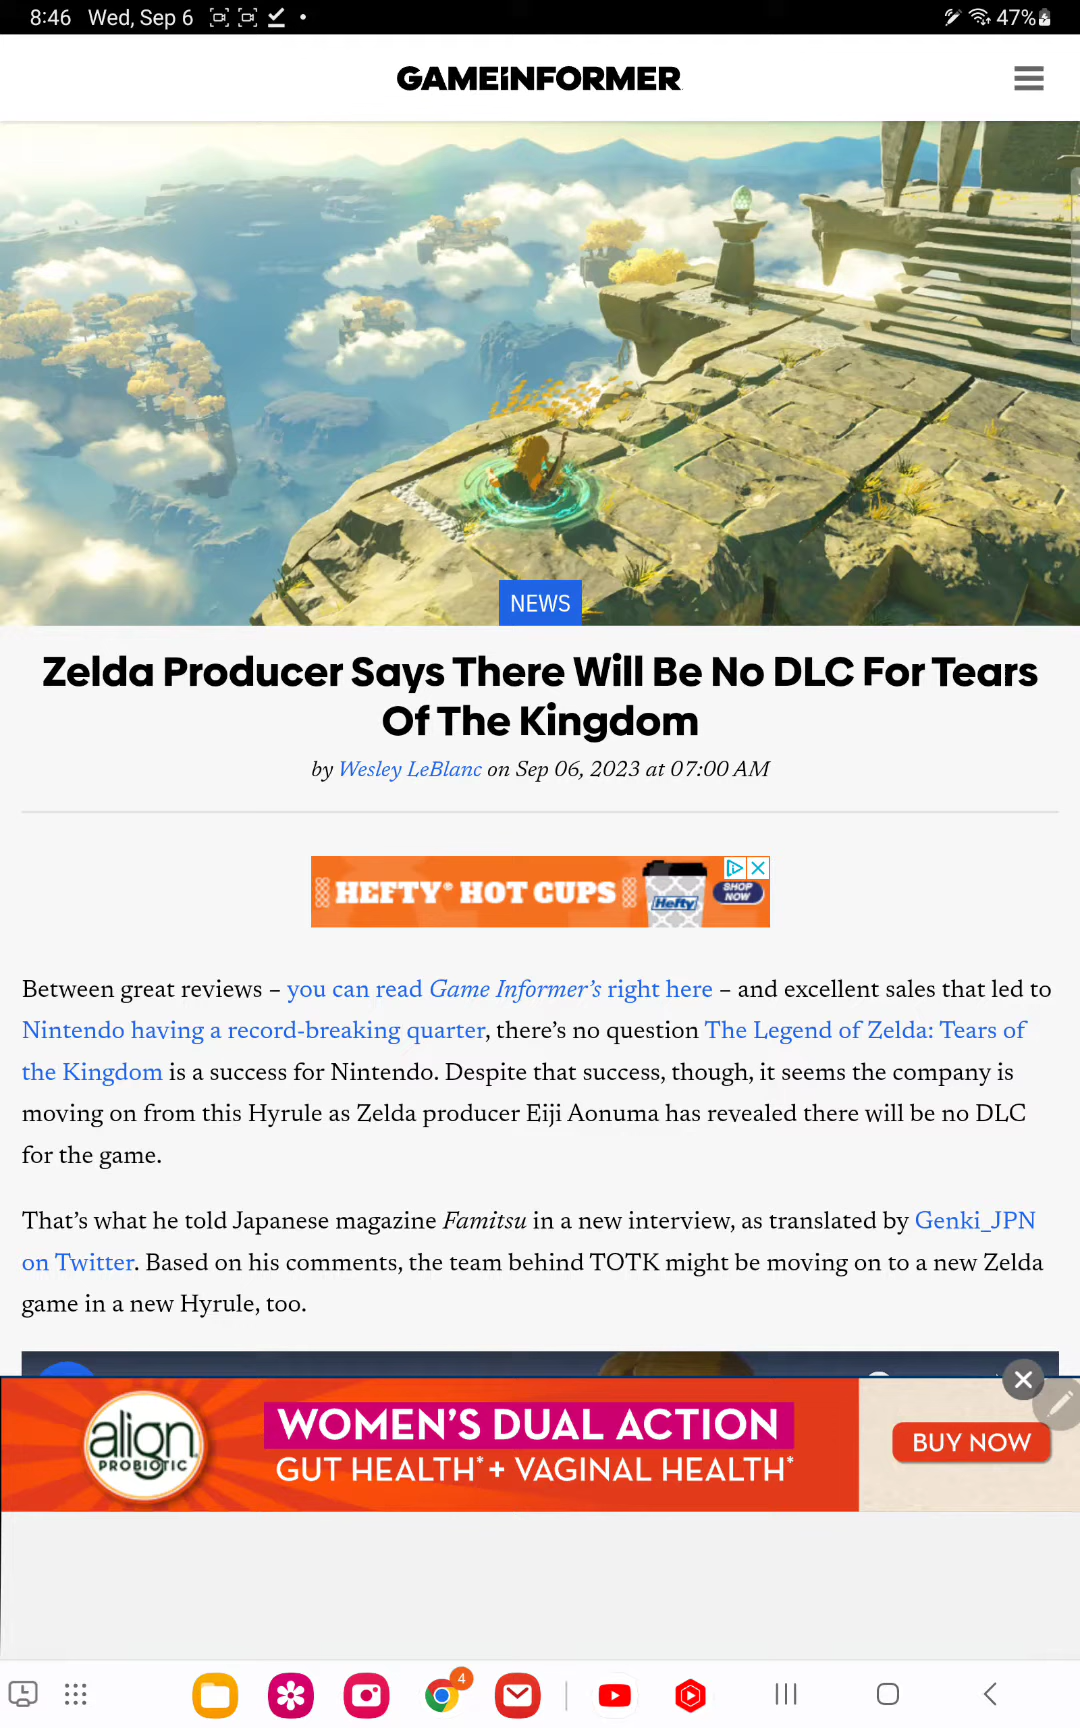 8:46 Wed, Sep 6
47%
GAMEINFORMER
NEWS
Zelda Producer Says There Will Be No DLC For Tears
Of The Kingdom
by Wesley LeBlanc on Sep 06, 2023 at 07:00 AM
HEFTY® HOT CUPS
Hefty
SHOP
NOW
Between great reviews – you can read Game Informer’s right here – and excellent sales that led to
Nintendo having a record-breaking quarter, there’s no question The Legend of Zelda: Tears of
the Kingdom is a success for Nintendo. Despite that success, though, it seems the company is
moving on from this Hyrule as Zelda producer Eiji Aonuma has revealed there will be no DLC
for the game.
That’s what he told Japanese magazine Famitsu in a new interview, as translated by Genki_JPN
on Twitter. Based on his comments, the team behind TOTK might be moving on to a new Zelda
game in a new Hyrule, too.
align
PROBIOTIC
WOMEN’S DUAL ACTION
GUT HEALTH*+ VAGINAL HEALTH*
BUY NOW
4